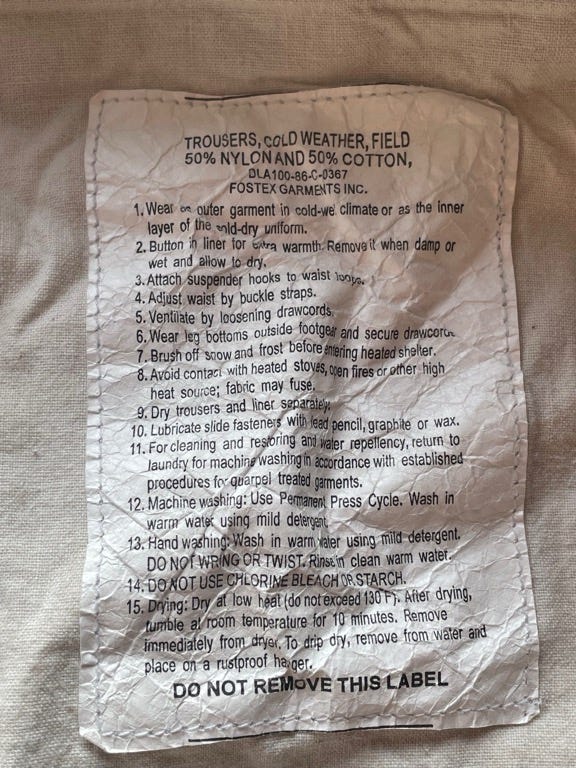 TROUSERS, COLD WEATHER, FIELD
50% NYLON AND 50% COTTON,
DLA100-86-C-0367
FOSTEX GARMENTS INC.
1. Wear as outer garment in cold-wet climate or as the inner
layer of the cold-dry uniform.
2. Button in liner for extra warmth. Remove it when damp or
wet and allow to dry.
3. Attach suspender hooks to waist loops.
4. Adjust waist by buckle straps.
5. Ventilate by loosening drawcords.
6. Wear leg bottoms outside footgear and secure drawcords.
7. Brush off snow and frost before entering heated shelter.
8. Avoid contact with heated stoves, open fires or other high
heat source; fabric may fuse.
9. Dry trousers and liner separately.
10. Lubricate slide fasteners with lead pencil, graphite or wax.
11. For cleaning and restoring and water repellency, return to
laundry for machine washing in accordance with established
procedures for quarpel treated garments.
12. Machine washing: Use Permanent Press Cycle. Wash in
warm water using mild detergent.
13. Hand washing: Wash in warm water using mild detergent.
DO NOT WRING OR TWIST. Rinse in clean warm water.
14. DO NOT USE CHLORINE BLEACH OR STARCH.
15. Drying: Dry at low heat (do not exceed 130°F). After drying,
tumble at room temperature for 10 minutes. Remove
immediately from dryer. To drip dry, remove from water and
place on a rustproof hanger.
DO NOT REMOVE THIS LABEL